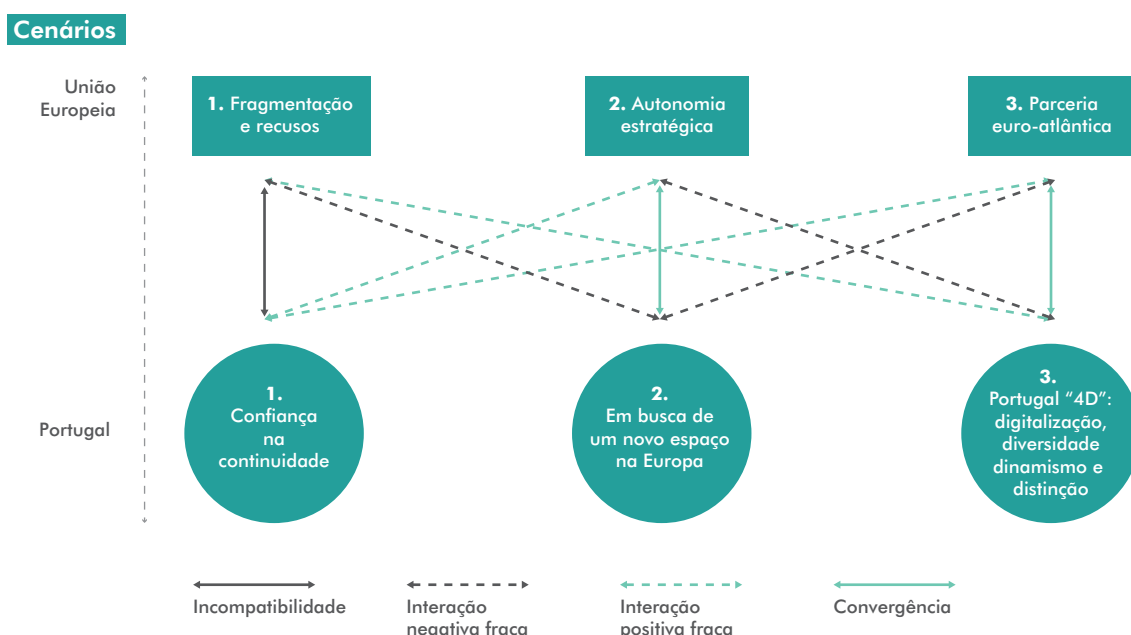 Cenários
União
Europeia
1. Fragmentação
e recusos
2. Autonomia
estratégica
3. Parceria
euro-atlântica
Portugal
1.
Confiança
na
continuidade
2.
Em busca de
um novo espaço
na Europa
3.
Portugal “4D”:
digitalização,
diversidade
dinamismo e
distinção
Incompatibilidade
Interação
negativa fraca
Interação
positiva fraca
Convergência